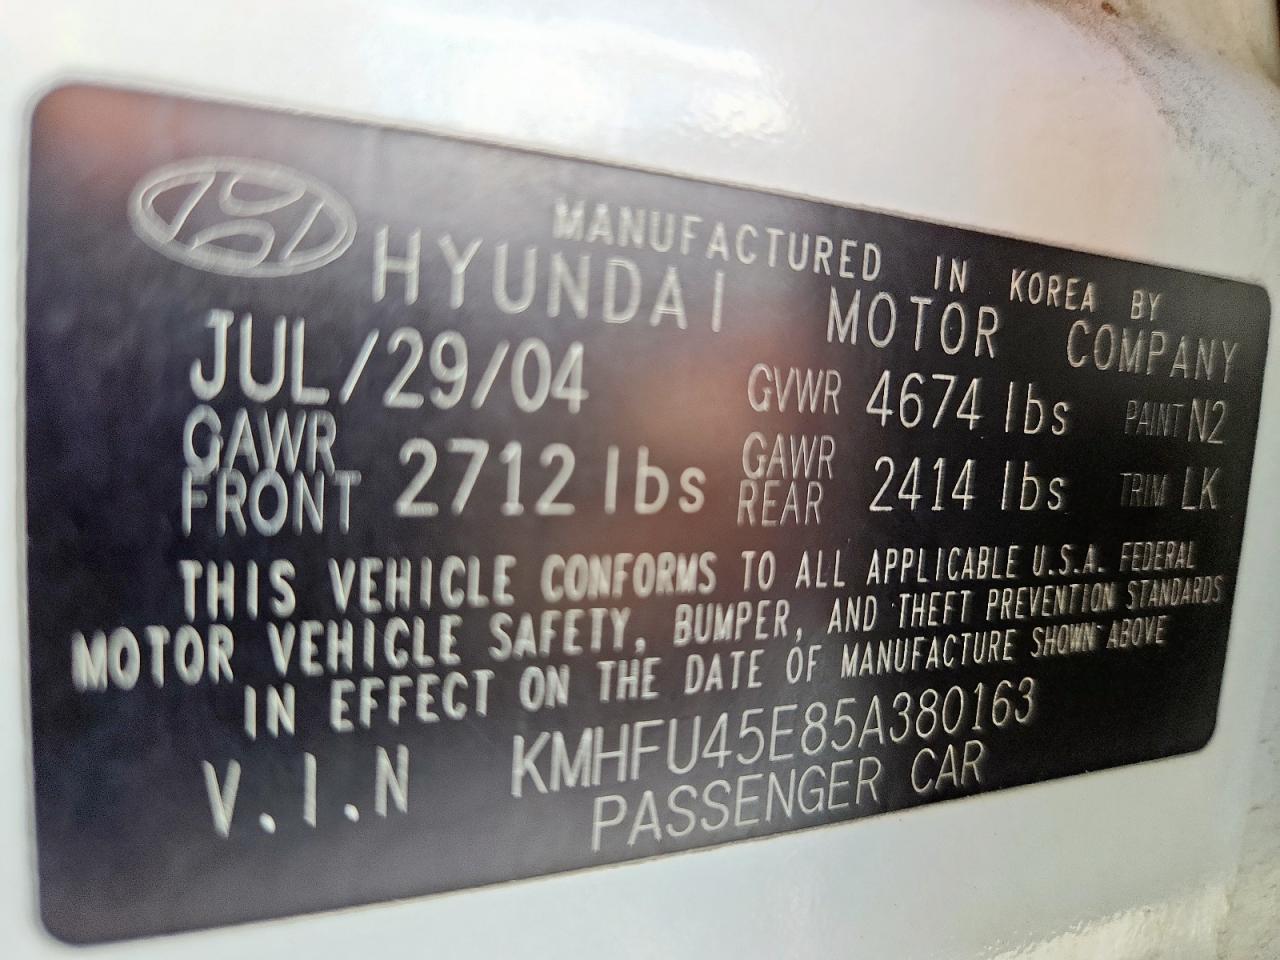 MANUFACTURED IN KOREA BY
HYUNDAI MOTOR COMPANY
JUL/29/04 GVWR 4674 lbs PAINT N2
GAWR FRONT 2712 lbs GAWR REAR 2414 lbs TRIM LK
THIS VEHICLE CONFORMS TO ALL APPLICABLE U.S.A. FEDERAL
MOTOR VEHICLE SAFETY, BUMPER, AND THEFT PREVENTION STANDARDS
IN EFFECT ON THE DATE OF MANUFACTURE SHOWN ABOVE
V.I.N KMHFU45E85A380163
PASSENGER CAR